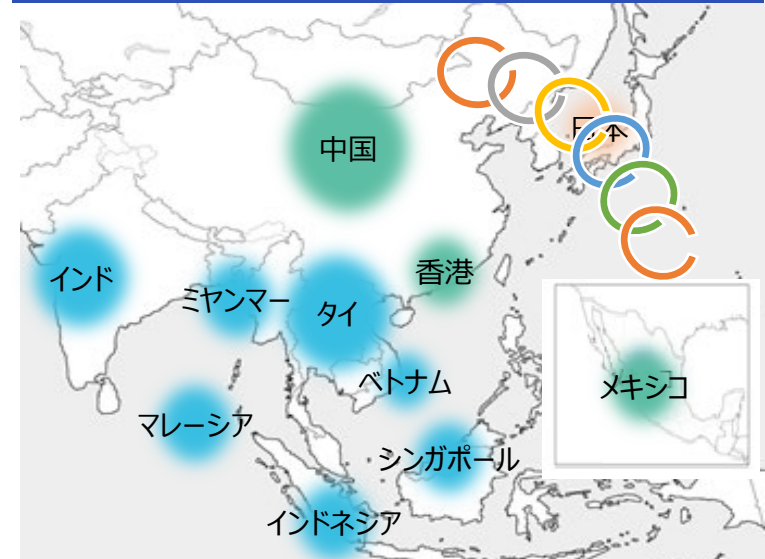 日本
中国
香港
インド
ミヤンマー
タイ
メキシコ
ベトナム
マレーシア
シンガポール
インドネシア